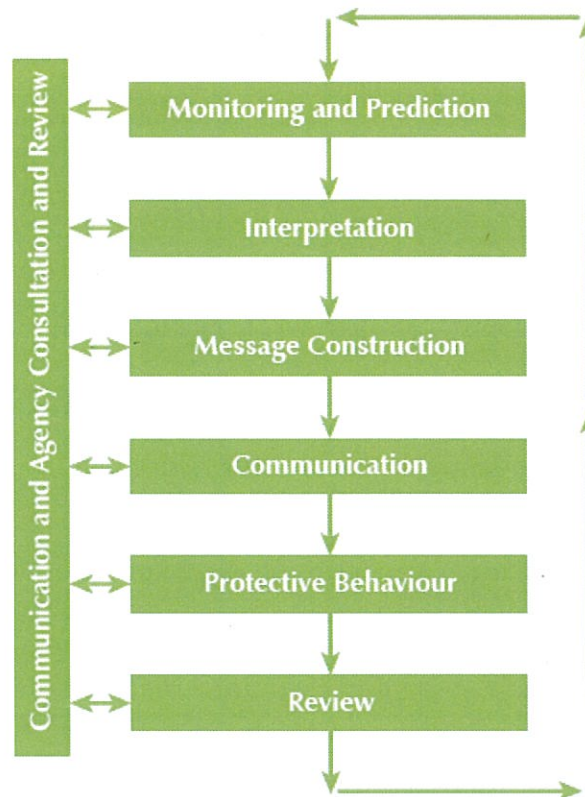 Communication and Agency Consultation and Review
Monitoring and Prediction
Interpretation
Message Construction
Communication
Protective Behaviour
Review